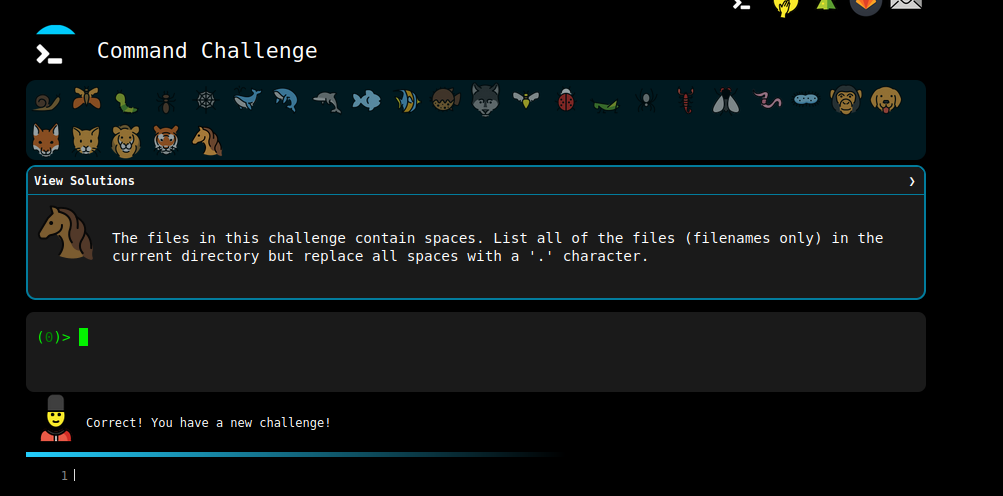 Command Challenge
View Solutions
The files in this challenge contain spaces. List all of the files (filenames only) in the
current directory but replace all spaces with a '.' character.
(0)>
Correct! You have a new challenge!
1